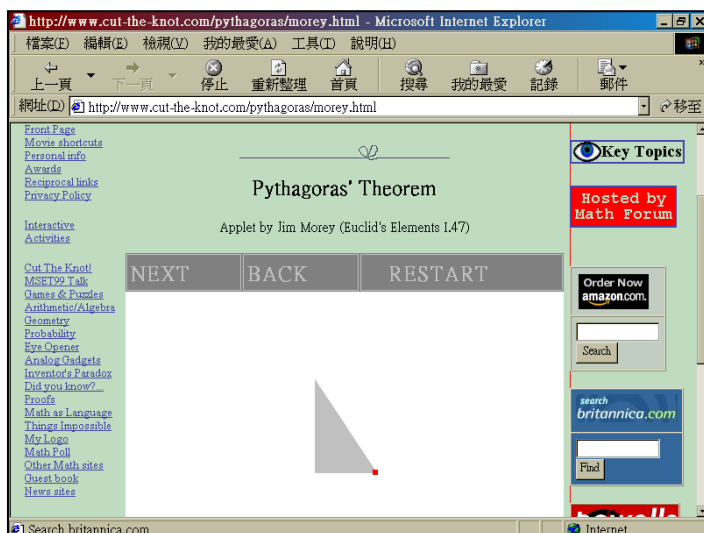 http://www.cut-the-knot.com/pythagoras/morey.html - Microsoft Internet Explorer
檔案(F) 編輯(E) 檢視(V) 我的最愛(A) 工具(T) 說明(H)
上一頁 下一頁 停止 重新整理 首頁 搜尋 我的最愛 記錄 郵件
網址(D) http://www.cut-the-knot.com/pythagoras/morey.html 移至
Front Page
Movie shortcuts
Personal info
Awards
Reciprocal links
Privacy Policy
Interactive
Activities
Cut The Knot!
MSET99 Talk
Games & Puzzles
Arithmetic/Algebra
Geometry
Probability
Eye Opener
Analog Gadgets
Inventor's Paradox
Did you know?...
Proofs
Math as Language
Things Impossible
My Logo
Math Poll
Other Math sites
Guest book
News sites
Pythagoras' Theorem
Applet by Jim Morey (Euclid's Elements I.47)
NEXT BACK RESTART
Key Topics
Hosted by
Math Forum
Order Now
amazon.com.
Search
search
britannica.com
Find
Search britannica.com
Internet